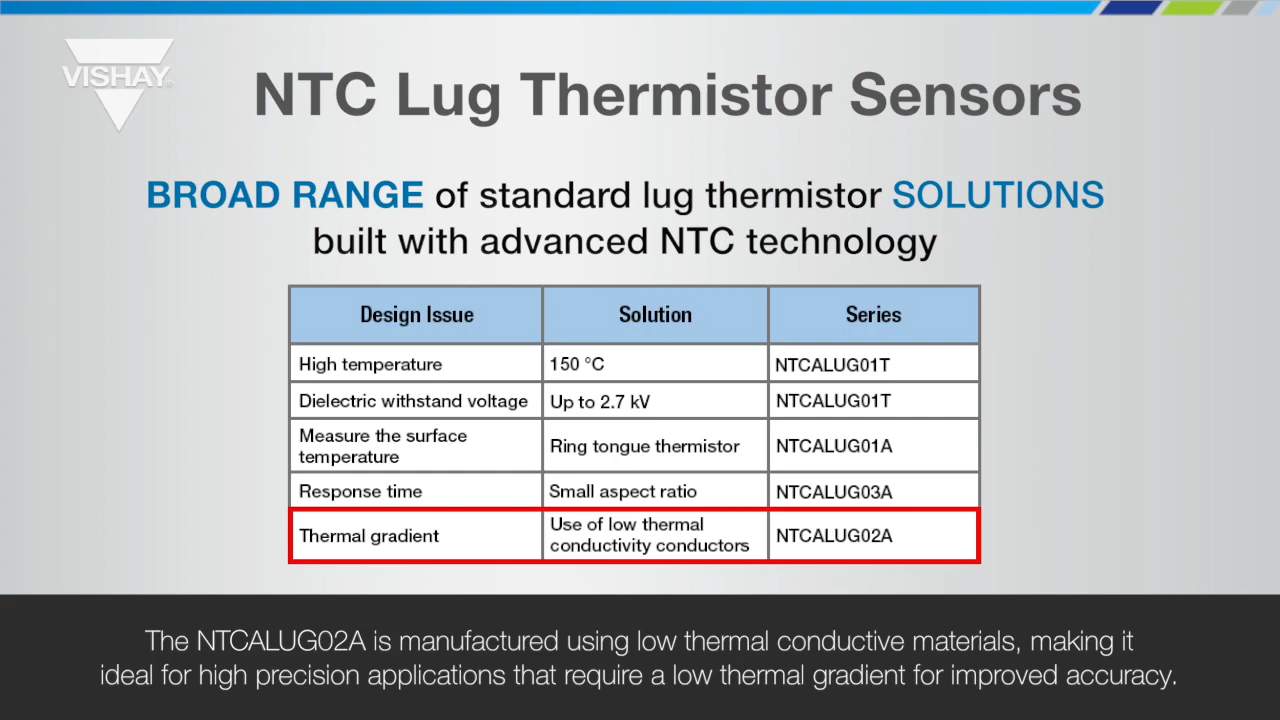 VISHAY
NTC Lug Thermistor Sensors
BROAD RANGE of standard lug thermistor SOLUTIONS
built with advanced NTC technology
Design Issue Solution Series
High temperature 150 °C NTCALUG01T
Dielectric withstand voltage Up to 2.7 kV NTCALUG01T
Measure the surface
temperature Ring tongue thermistor NTCALUG01A
Response time Small aspect ratio NTCALUG03A
Thermal gradient Use of low thermal
conductivity conductors NTCALUG02A
The NTCALUG02A is manufactured using low thermal conductive materials, making it
ideal for high precision applications that require a low thermal gradient for improved accuracy.